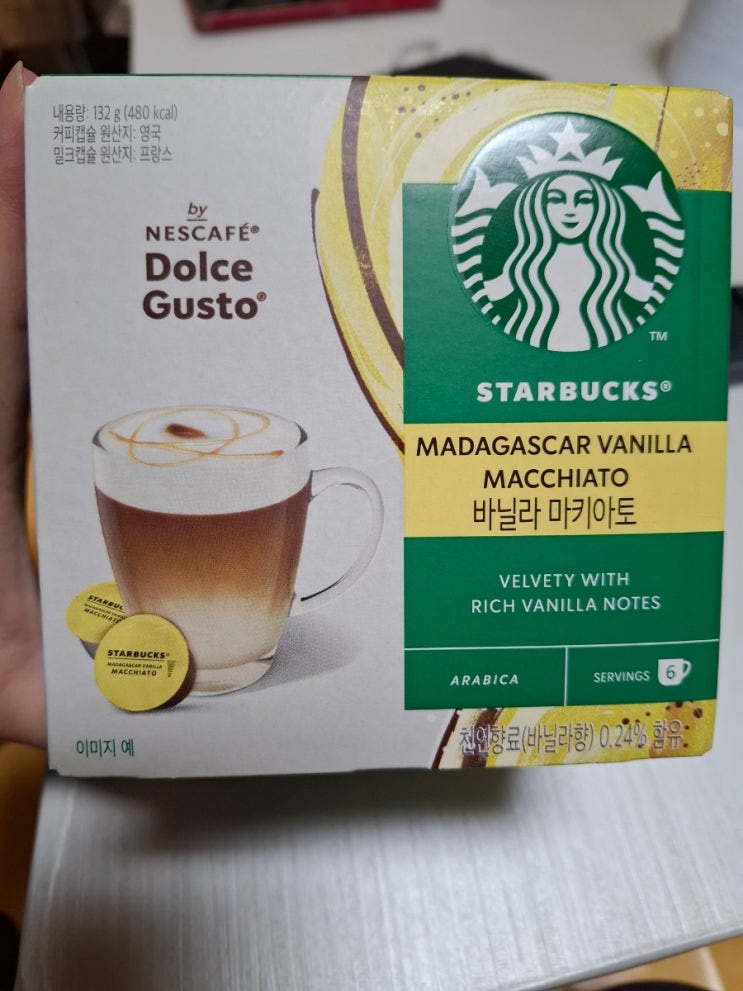 내용량: 132 g (480 kcal)
커피캡슐 원산지: 영국
밀크캡슐 원산지: 프랑스
by
NESCAFÉ®
Dolce
Gusto®
TM
STARBUCKS®
MADAGASCAR VANILLA
MACCHIATO
바닐라 마키아토
VELVETY WITH
RICH VANILLA NOTES
ARABICA
SERVINGS 6
STARBUCKS®
MADAGASCAR VANILLA
MACCHIATO
이미지 예
천연향료(바닐라향) 0.24% 함유